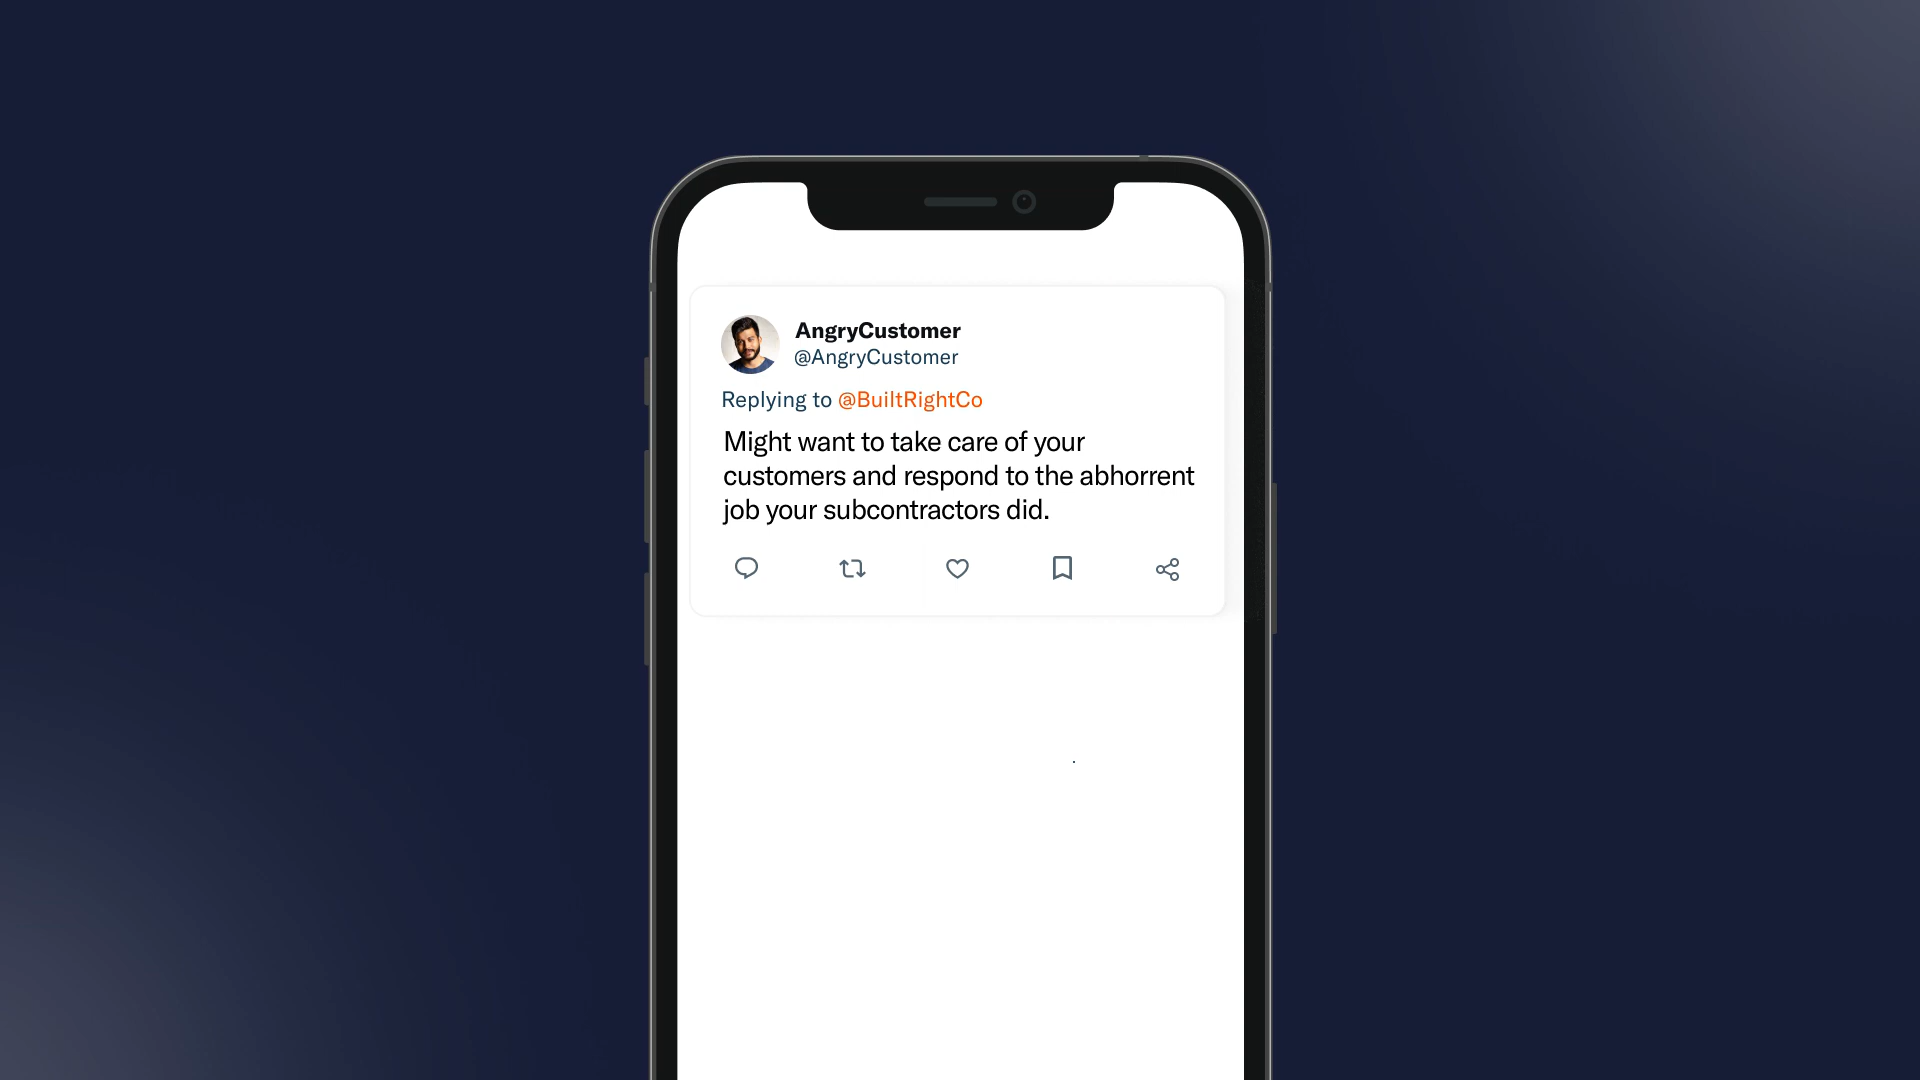 AngryCustomer
@AngryCustomer
Replying to @BuiltRightCo
Might want to take care of your
customers and respond to the abhorrent
job your subcontractors did.